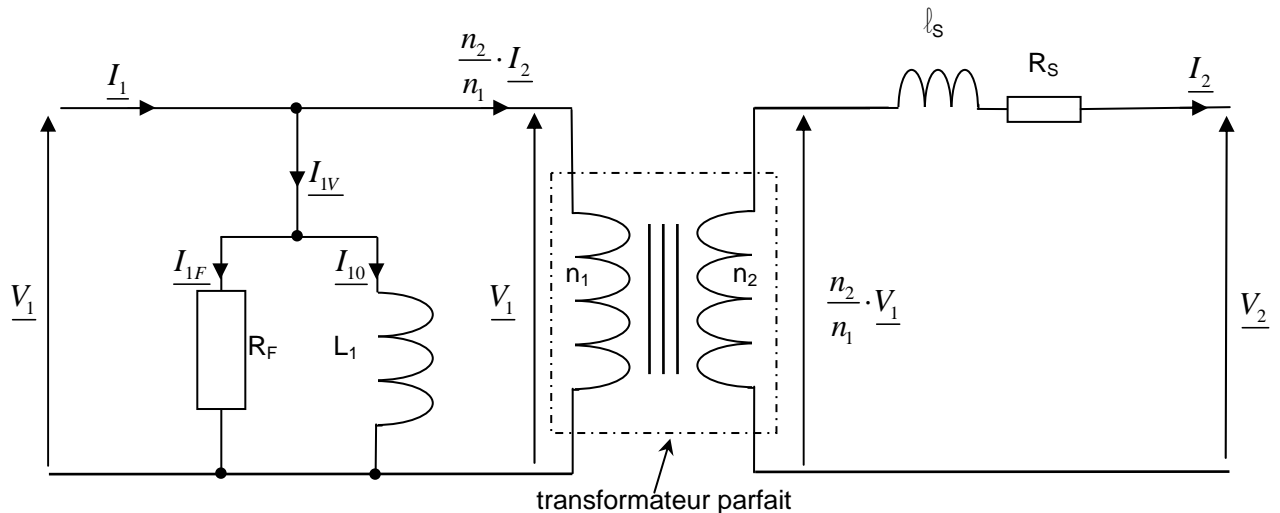 ℓS
RS
I1
n2/n1 · I2
I2
I1V
I1F
I10
V1
RF
L1
V1
n1
n2
n2/n1 · V1
V2
transformateur parfait